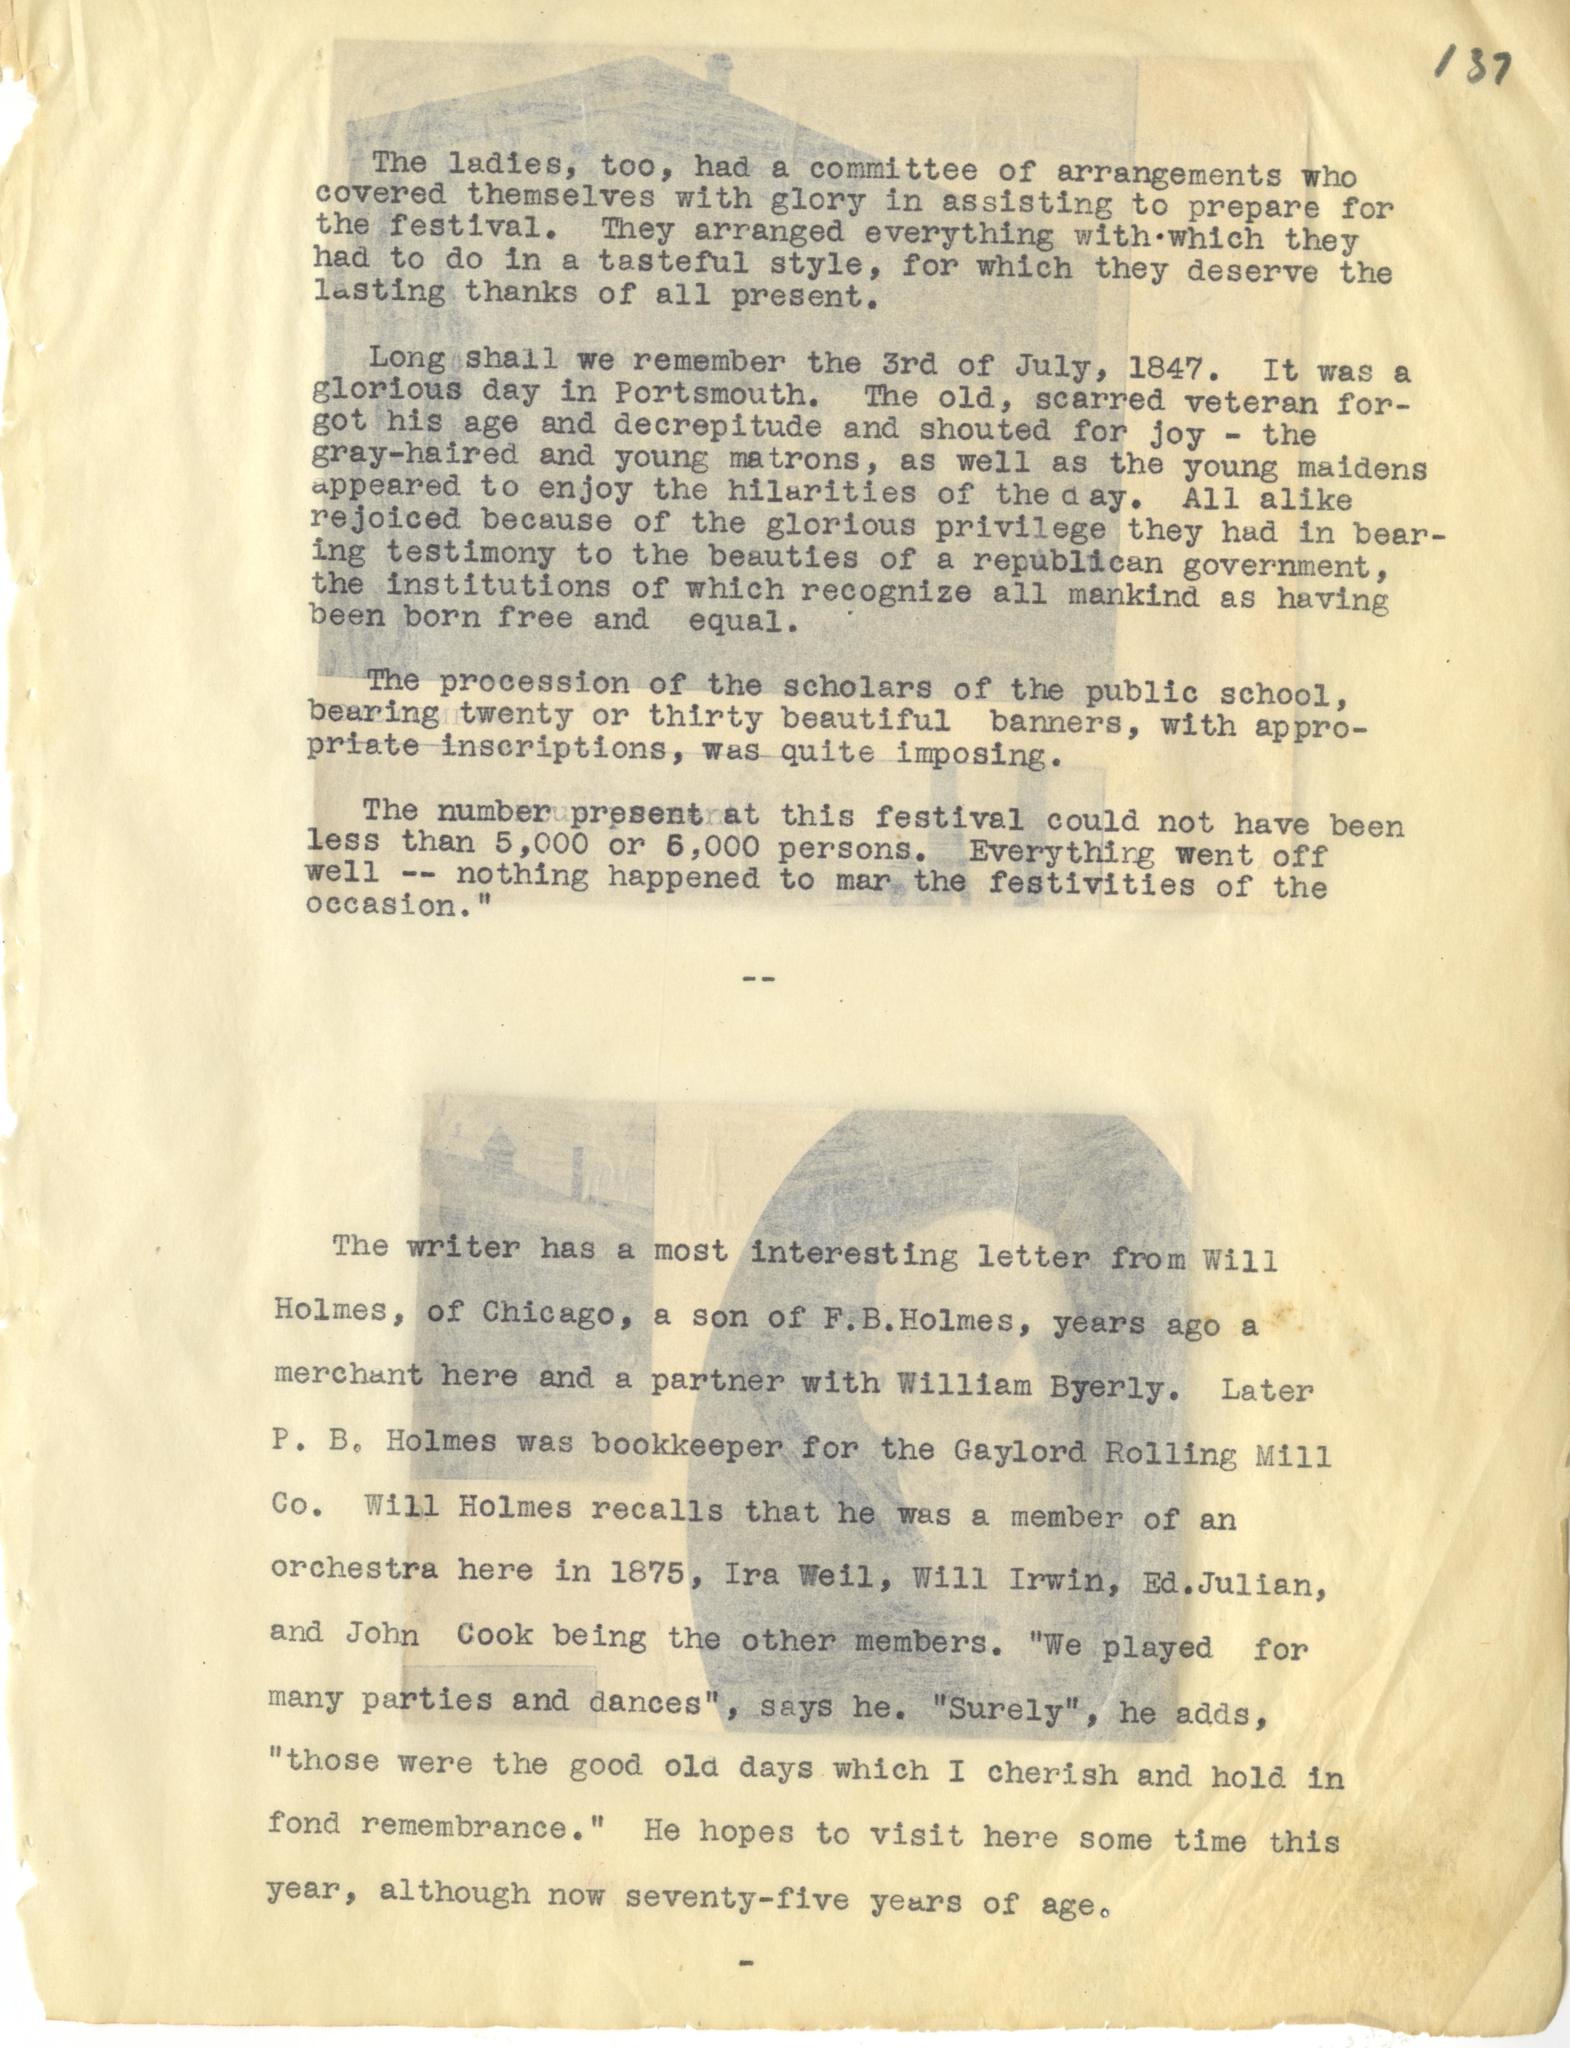 137
The ladies, too, had a committee of arrangements who
covered themselves with glory in assisting to prepare for
the festival. They arranged everything with which they
had to do in a tasteful style, for which they deserve the
lasting thanks of all present.
Long shall we remember the 3rd of July, 1847. It was a
glorious day in Portsmouth. The old, scarred veteran for-
got his age and decrepitude and shouted for joy - the
gray-haired and young matrons, as well as the young maidens
appeared to enjoy the hilarities of the day. All alike
rejoiced because of the glorious privilege they had in bear-
ing testimony to the beauties of a republican government,
the institutions of which recognize all mankind as having
been born free and equal.
The procession of the scholars of the public school,
bearing twenty or thirty beautiful banners, with appro-
priate inscriptions, was quite imposing.
The number present at this festival could not have been
less than 5,000 or 6,000 persons. Everything went off
well -- nothing happened to mar the festivities of the
occasion."
--
The writer has a most interesting letter from Will
Holmes, of Chicago, a son of F.B.Holmes, years ago a
merchant here and a partner with William Byerly. Later
P. B. Holmes was bookkeeper for the Gaylord Rolling Mill
Co. Will Holmes recalls that he was a member of an
orchestra here in 1875, Ira Weil, Will Irwin, Ed.Julian,
and John Cook being the other members. "We played for
many parties and dances", says he. "Surely", he adds,
"those were the good old days which I cherish and hold in
fond remembrance." He hopes to visit here some time this
year, although now seventy-five years of age.
-